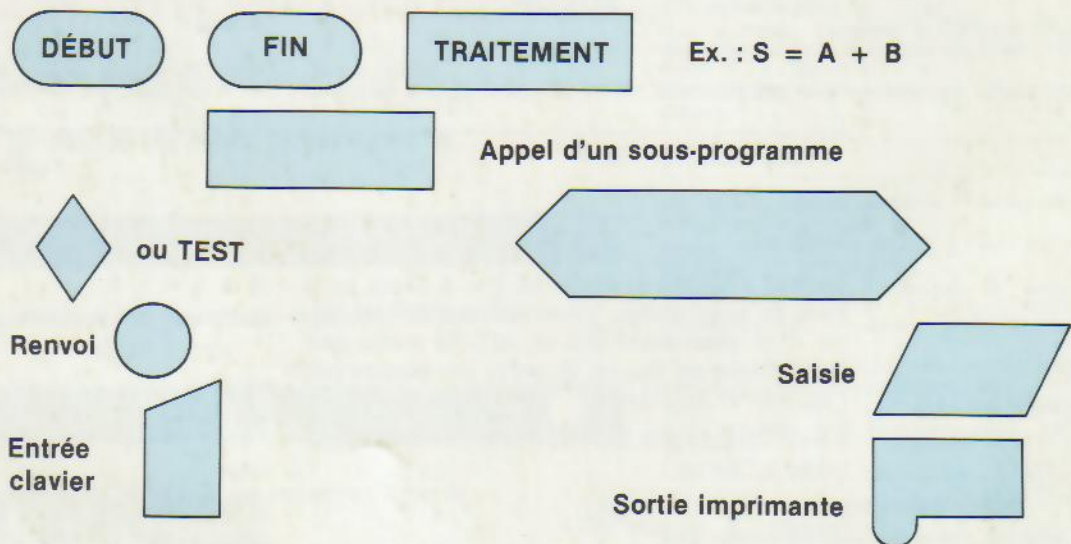 DÉBUT FIN TRAITEMENT Ex. : S = A + B
Appel d'un sous-programme
ou TEST
Renvoi
Saisie
Entrée
clavier
Sortie imprimante